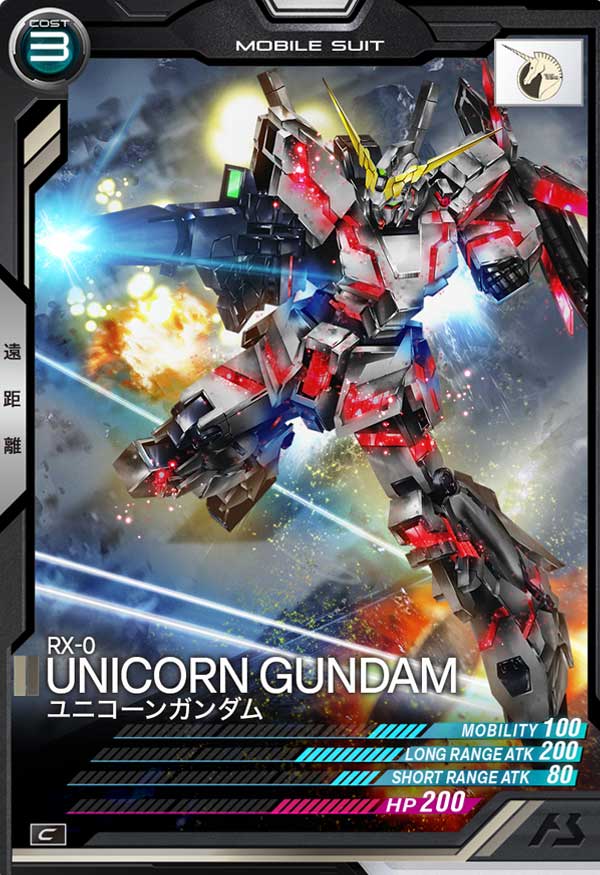 COST
3
MOBILE SUIT
遠距離
RX-0
UNICORN GUNDAM
ユニコーンガンダム
MOBILITY 100
LONG RANGE ATK 200
SHORT RANGE ATK 80
HP 200
C